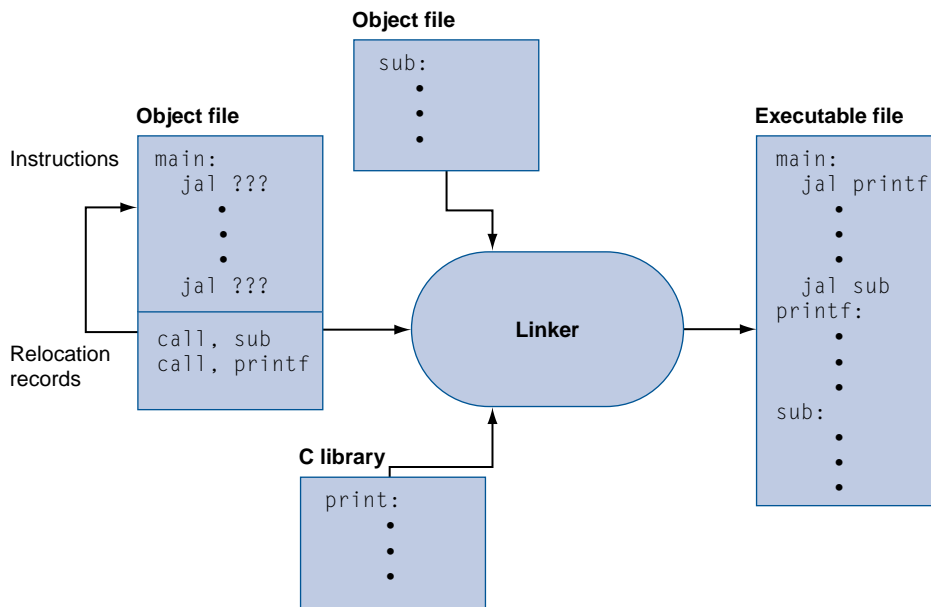 Object file
sub:
•
•
•
Object file
Instructions
main:
jal ???
•
•
•
jal ???
Relocation
records
call, sub
call, printf
Linker
C library
print:
•
•
•
Executable file
main:
jal printf
•
•
•
jal sub
printf:
•
•
•
sub:
•
•
•